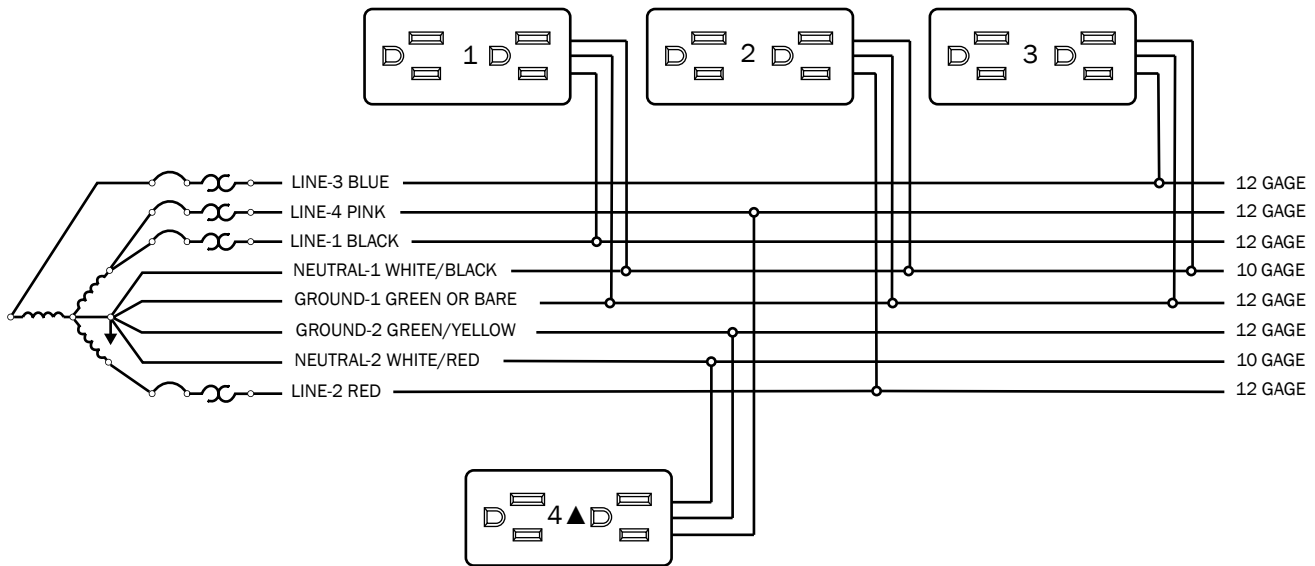 1
2
3
LINE-3 BLUE 12 GAGE
LINE-4 PINK 12 GAGE
LINE-1 BLACK 12 GAGE
NEUTRAL-1 WHITE/BLACK 10 GAGE
GROUND-1 GREEN OR BARE 12 GAGE
GROUND-2 GREEN/YELLOW 12 GAGE
NEUTRAL-2 WHITE/RED 10 GAGE
LINE-2 RED 12 GAGE
4▲